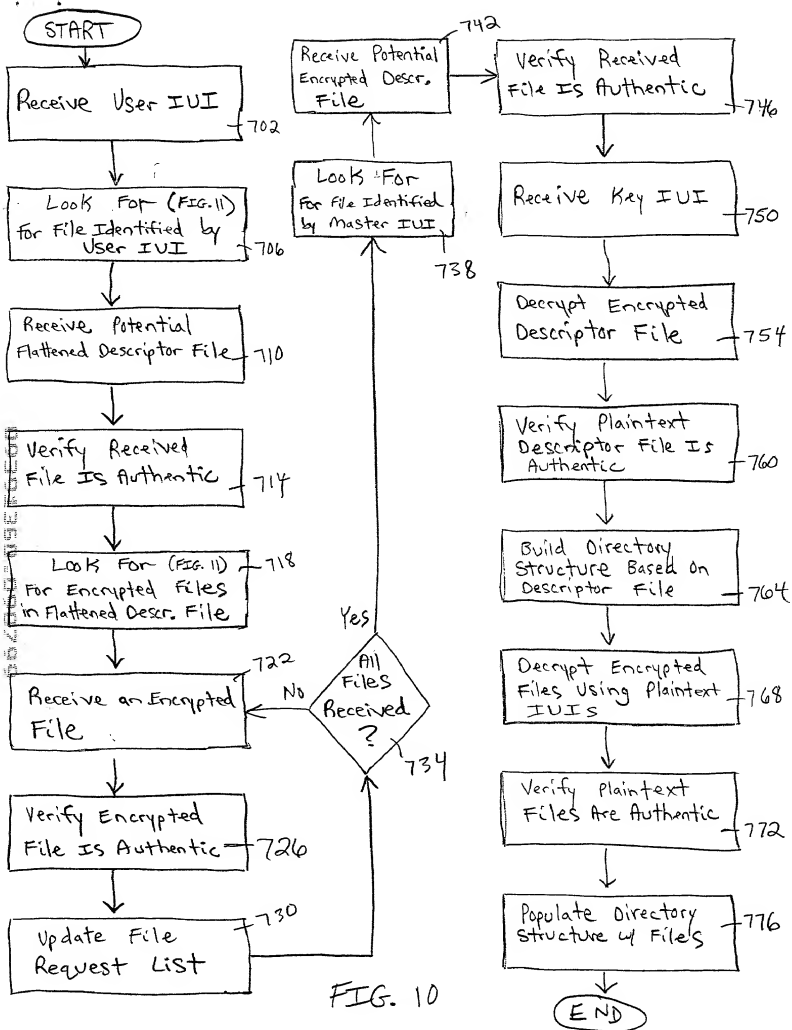 START
Receive User IUI
702
Look For (FIG. 11)
For File Identified by
User IUI
706
Receive Potential
Flattened Descriptor File
710
Verify Received
File Is Authentic
714
Look For (FIG. 11)
718
For Encrypted Files
in Flattened Descr. File
722
Receive an Encrypted
File
Verify Encrypted
File Is Authentic
726
730
Update File
Request List
All
Files
Received
?
734
No
Yes
Look For
For File Identified
by Master IUI
738
742
Receive Potential
Encrypted Descr.
File
Verify Received
File Is Authentic
746
Receive Key IUI
750
Decrypt Encrypted
Descriptor File
754
Verify Plaintext
Descriptor File Is
Authentic
760
Build Directory
Structure Based On
Descriptor File
764
Decrypt Encrypted
Files Using Plaintext
IUIs
768
Verify Plaintext
Files Are Authentic
772
Populate Directory
Structure w/ Files
776
END
FIG. 10